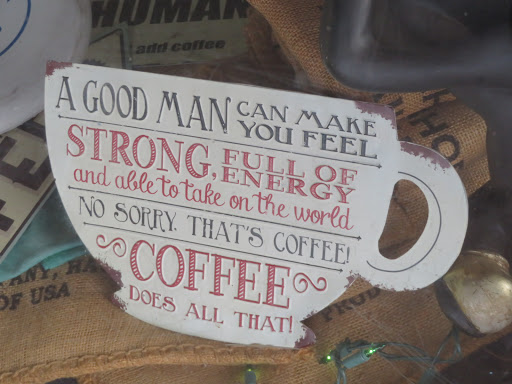 HUMAN
add coffee
A GOOD MAN CAN MAKE YOU FEEL
STRONG, FULL OF ENERGY
and able to take on the world
NO SORRY. THAT'S COFFEE!
COFFEE
DOES ALL THAT!
OF USA